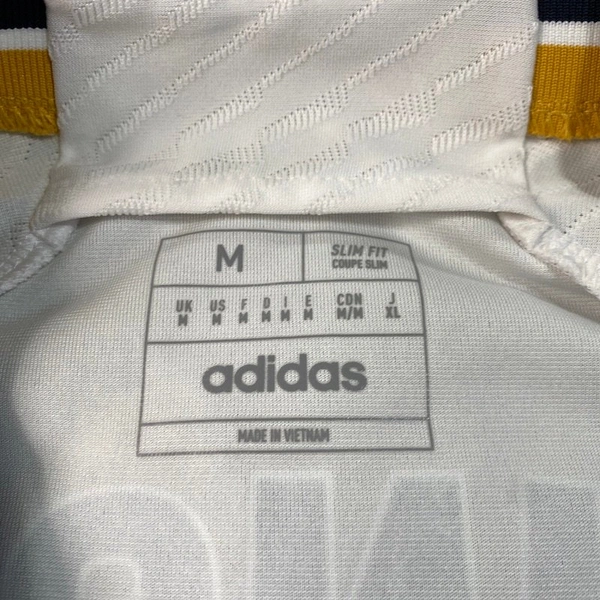 M
SLIM FIT
COUPE SLIM
UK US F D I E CDN J
M M M M M M M/M XL
adidas
MADE IN VIETNAM